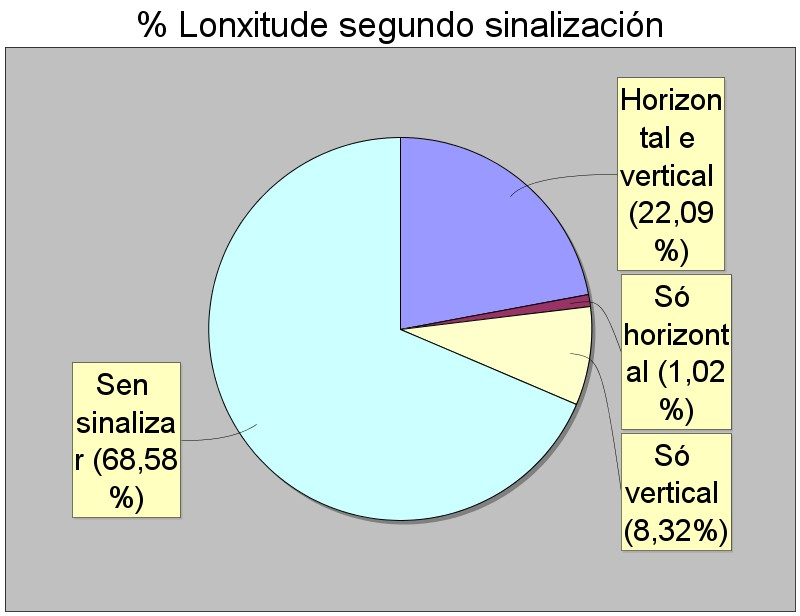 % Lonxitude segundo sinalización
Horizon
tal e
vertical
(22,09
%)
Só
horizont
al (1,02
%)
Só
vertical
(8,32%)
Sen
sinaliza
r (68,58
%)